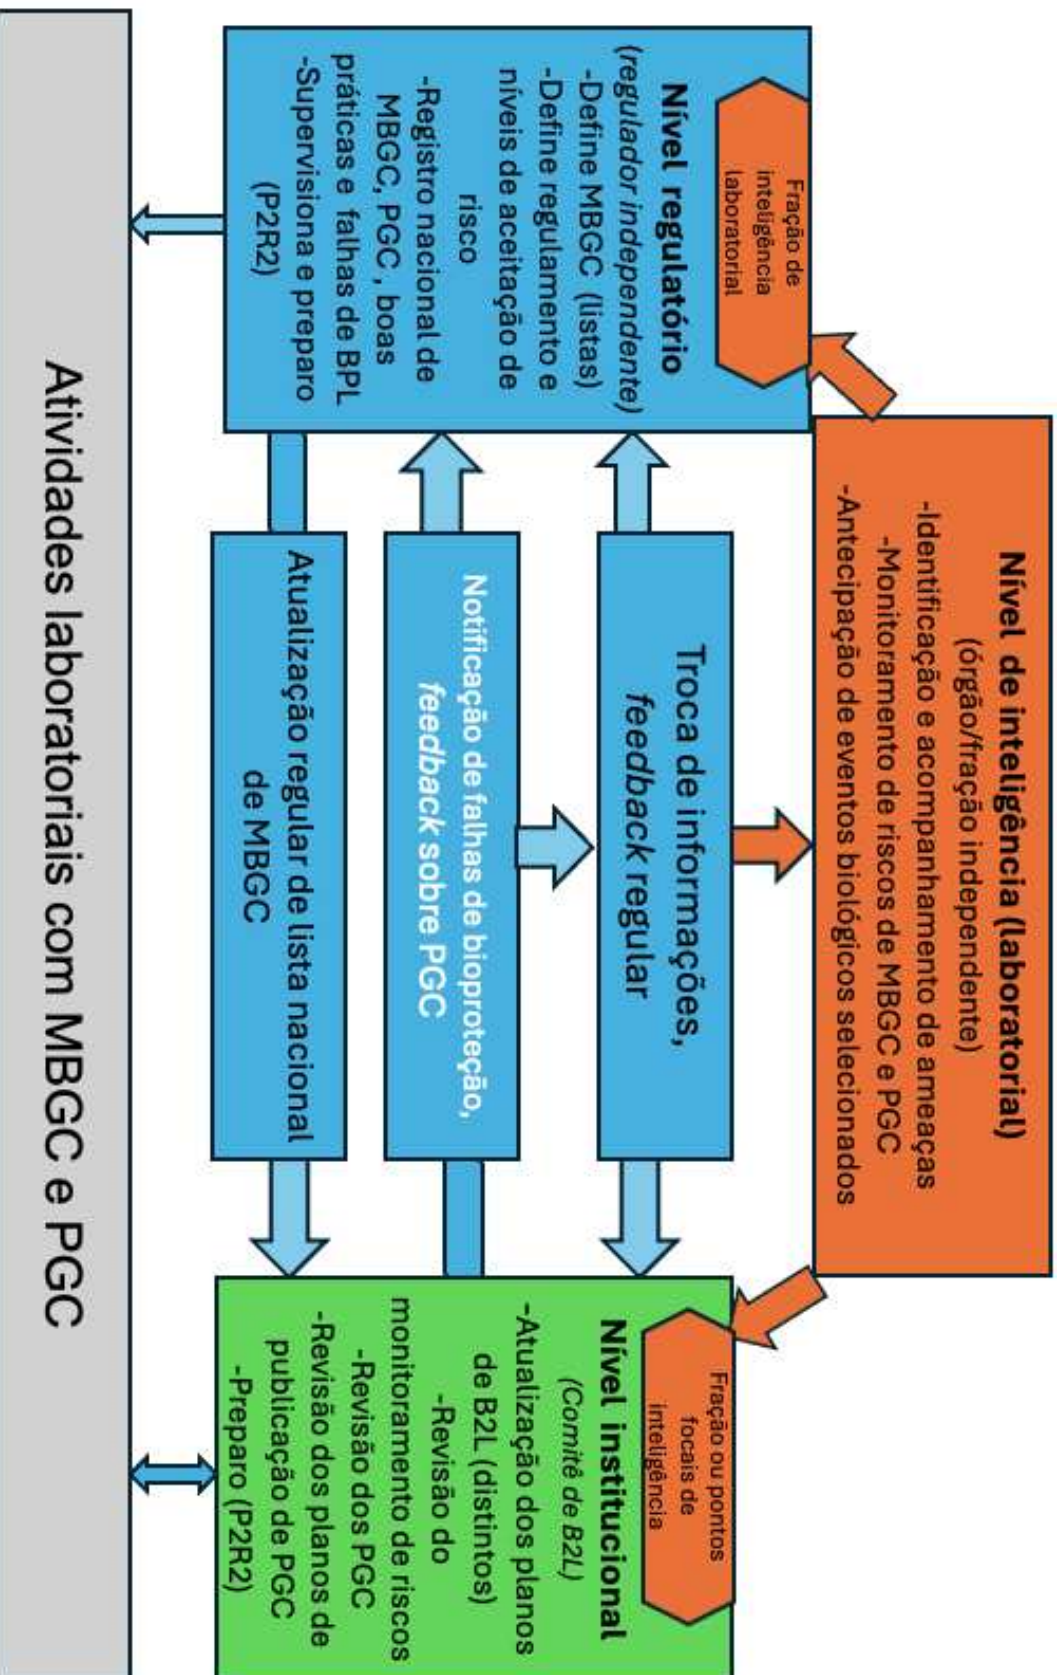 Nível de inteligência (laboratorial)
(órgão/fração independente)
-Identificação e acompanhamento de ameaças
-Monitoramento de riscos de MBGC e PGC
-Antecipação de eventos biológicos selecionados
Fração de
inteligência
laboratorial
Nível regulatório
(regulador independente)
-Define MBGC (listas)
-Define regulamento e
níveis de aceitação de
risco
-Registro nacional de
MBGC, PGC , boas
práticas e falhas de BPL
-Supervisiona e preparo
(P2R2)
Troca de informações,
feedback regular
Notificação de falhas de bioproteção,
feedback sobre PGC
Atualização regular de lista nacional
de MBGC
Fração ou pontos
focais de
inteligência
Nível institucional
(Comitê de B2L)
-Atualização dos planos
de B2L (distintos)
-Revisão do
monitoramento de riscos
-Revisão dos PGC
-Revisão dos planos de
publicação de PGC
-Preparo (P2R2)
Atividades laboratoriais com MBGC e PGC